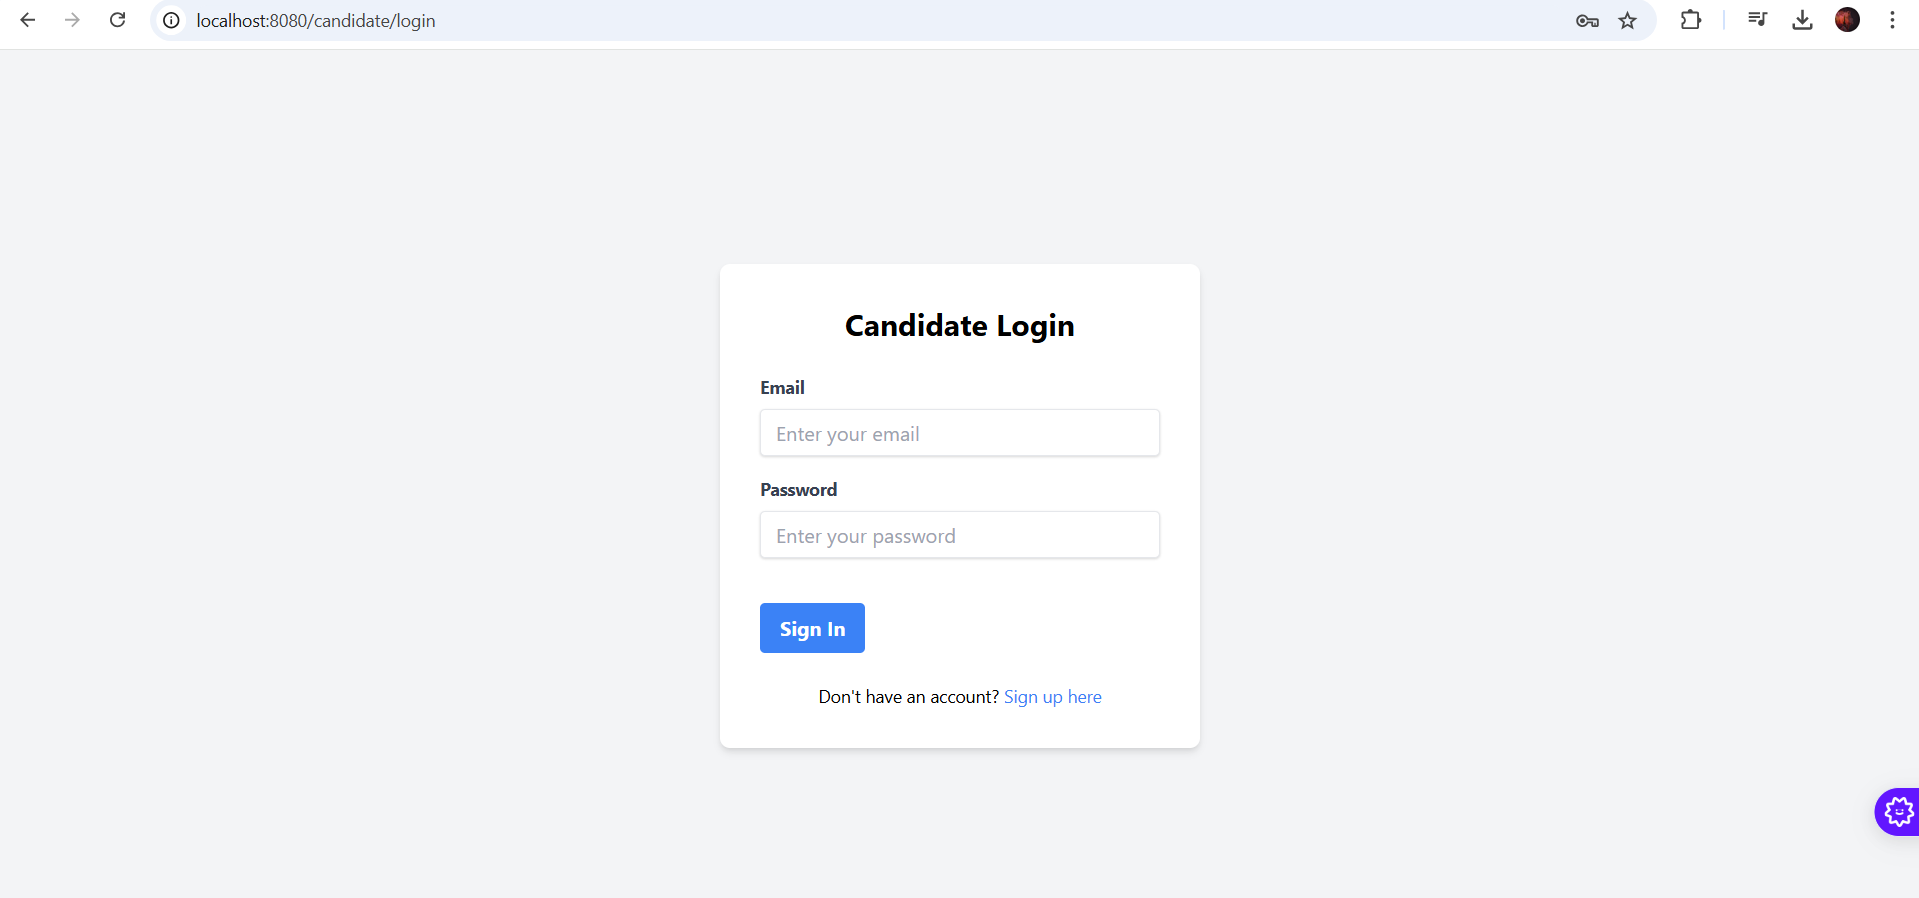 localhost:8080/candidate/login
Candidate Login
Email
Enter your email
Password
Enter your password
Sign In
Don't have an account? Sign up here